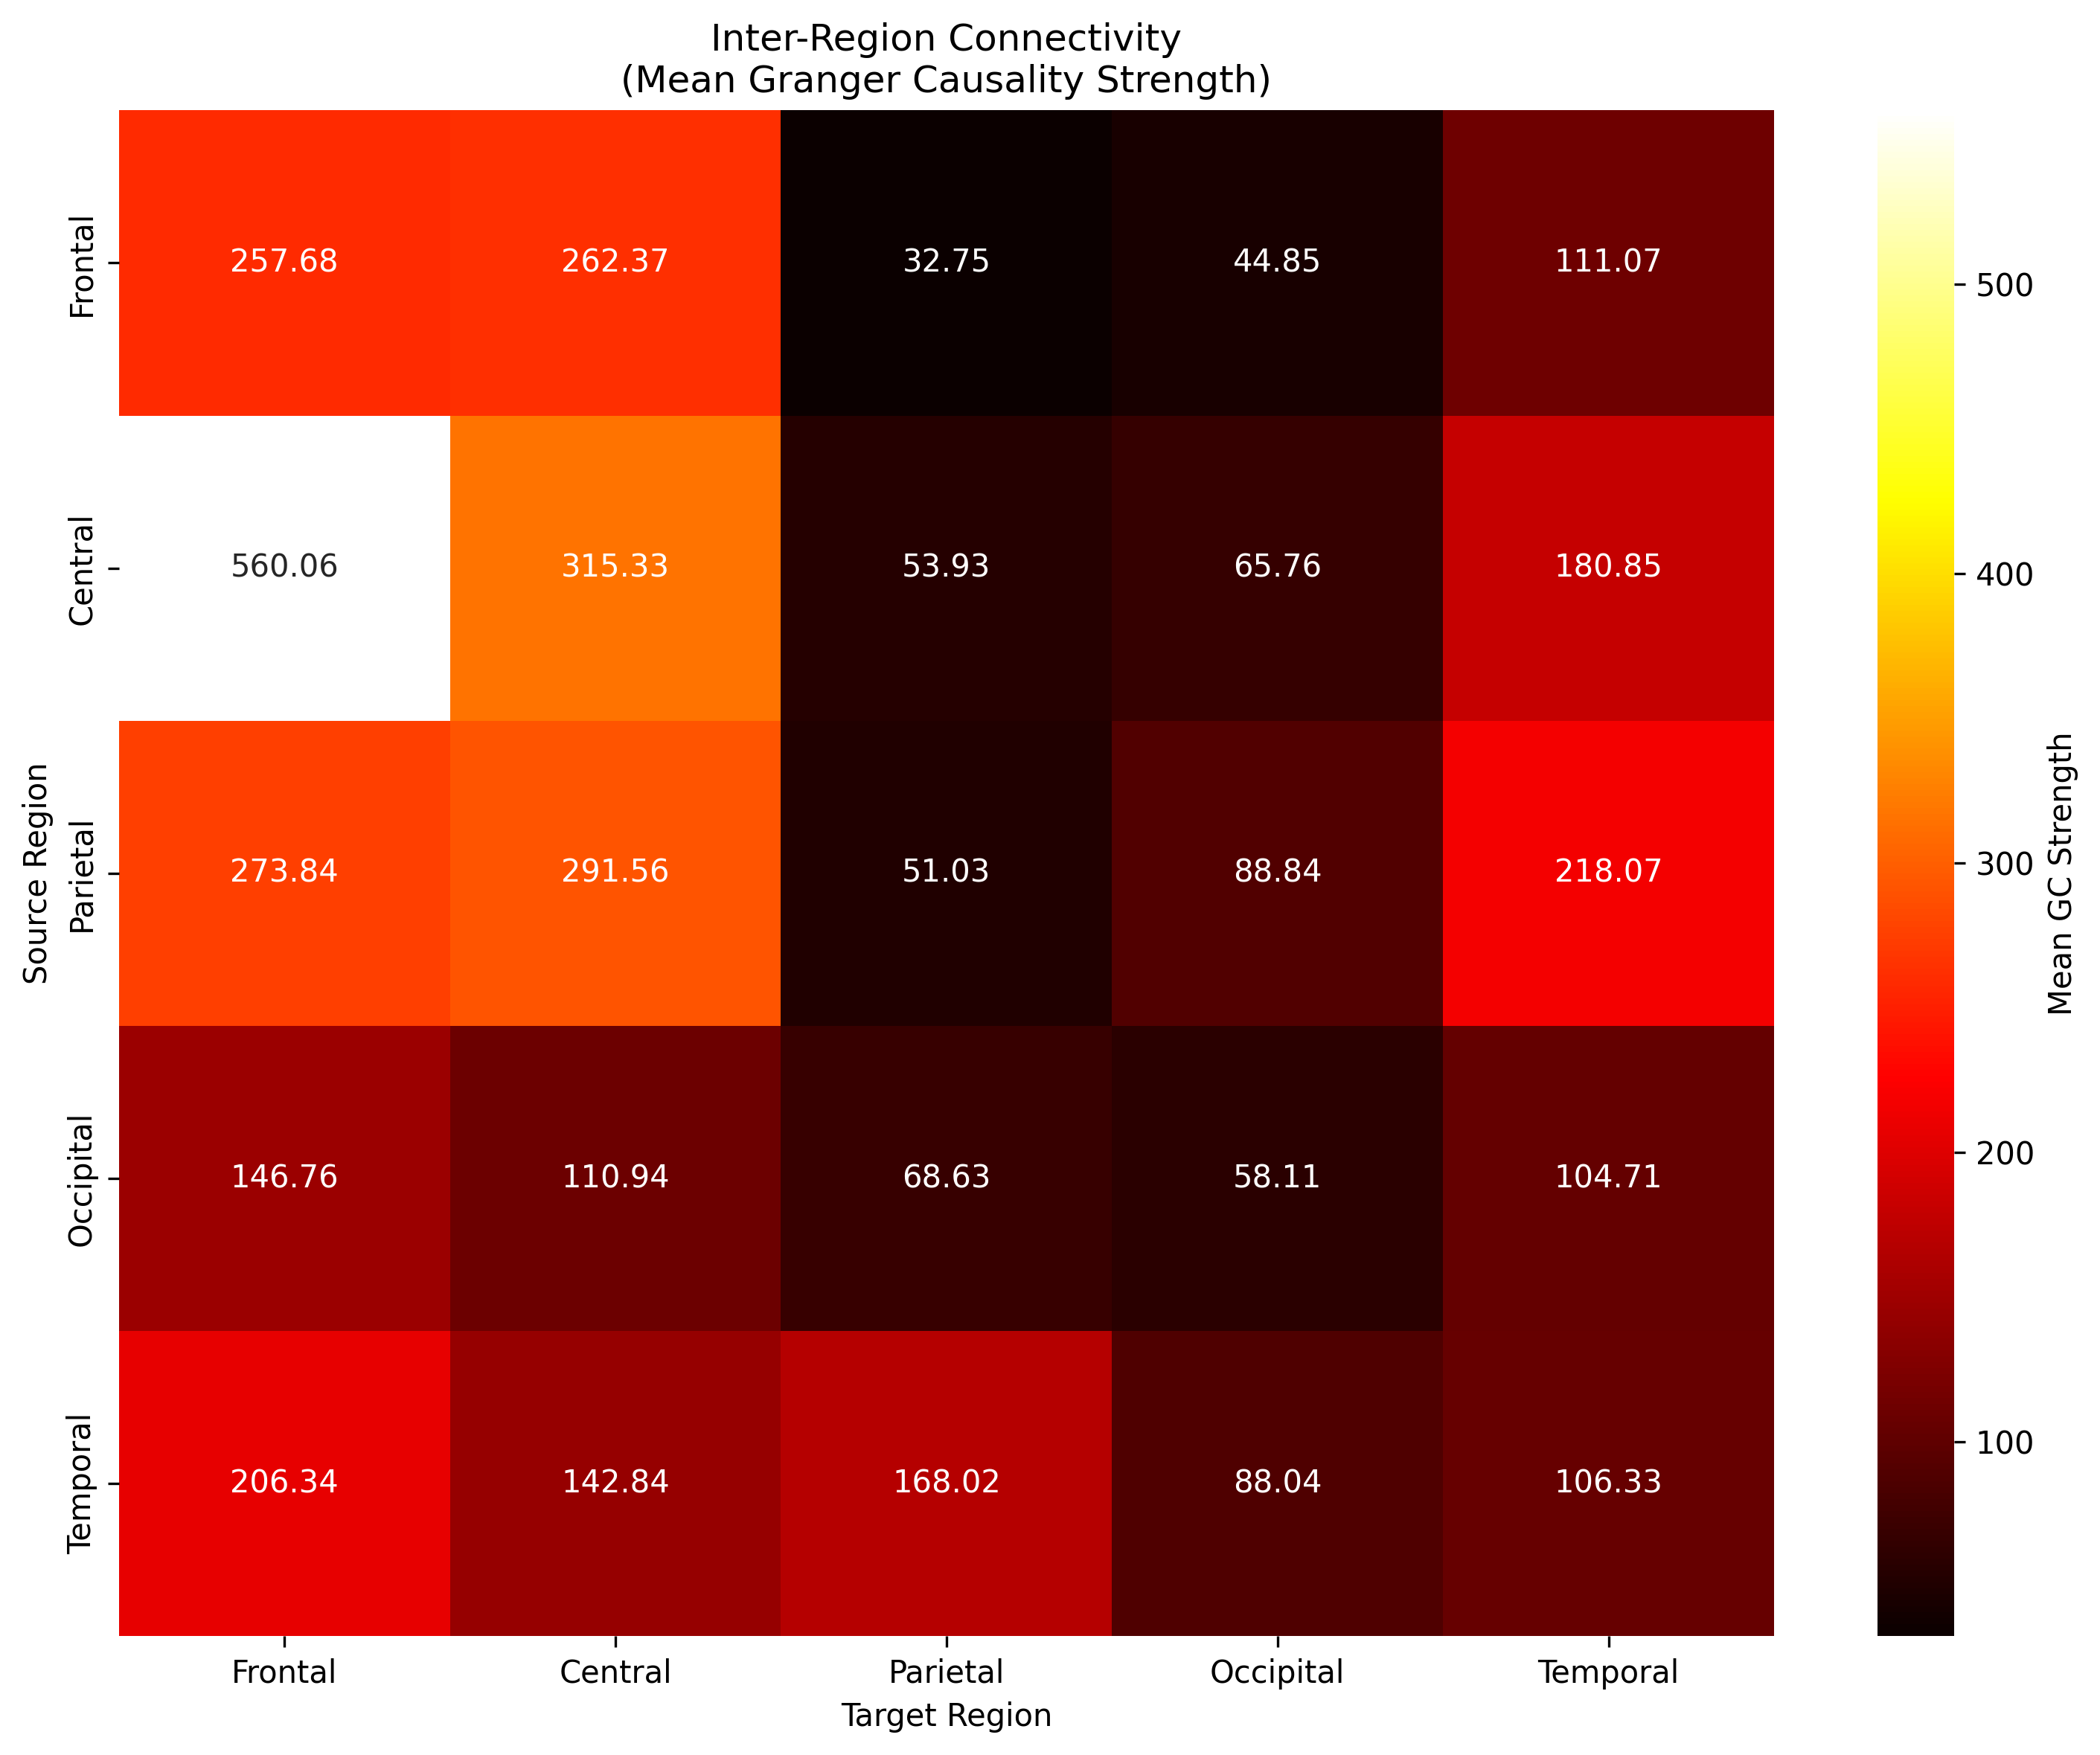 Inter-Region Connectivity
(Mean Granger Causality Strength)
Source Region
Frontal
257.68 262.37 32.75 44.85 111.07
Central
560.06 315.33 53.93 65.76 180.85
Parietal
273.84 291.56 51.03 88.84 218.07
Occipital
146.76 110.94 68.63 58.11 104.71
Temporal
206.34 142.84 168.02 88.04 106.33
Frontal Central Parietal Occipital Temporal
Target Region
500
400
300
200
100
Mean GC Strength